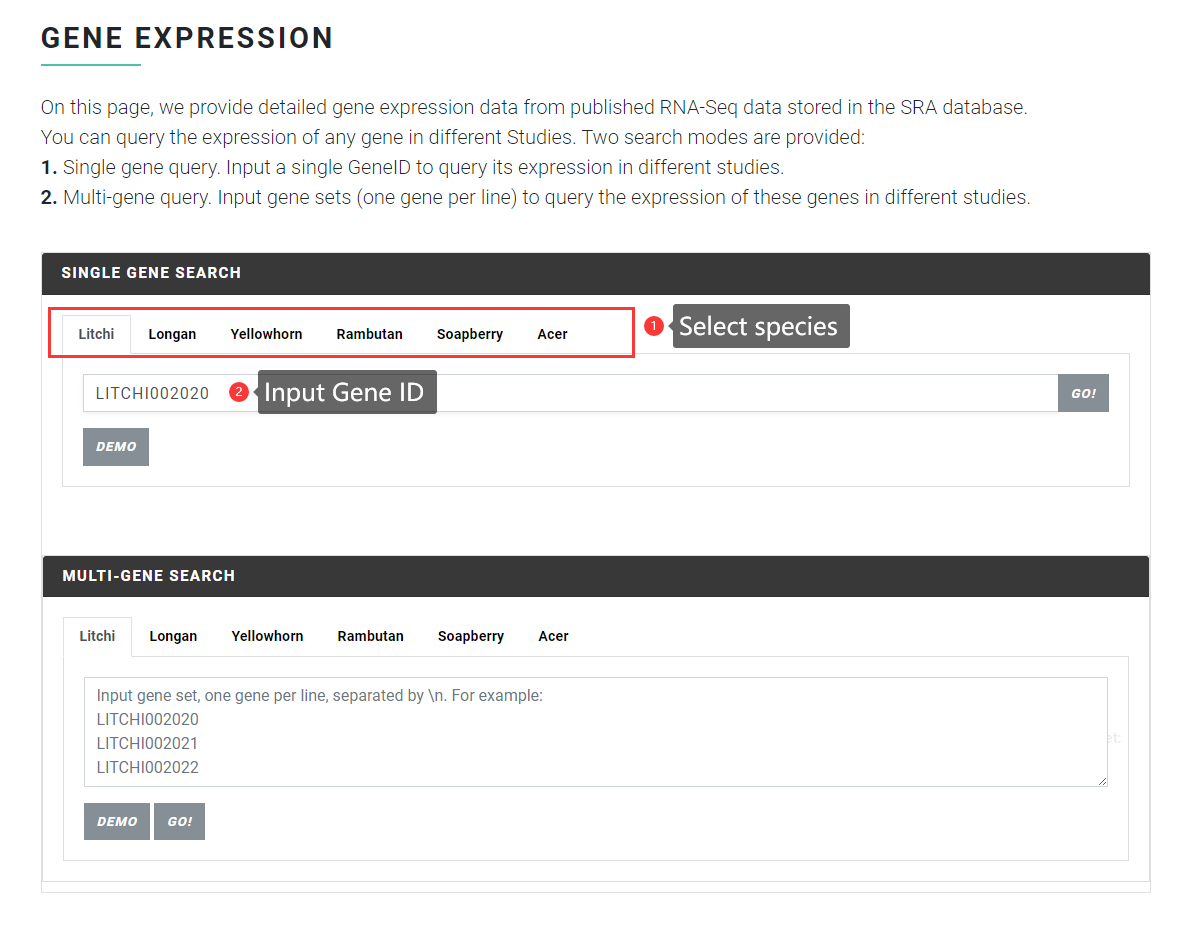 GENE EXPRESSION
On this page, we provide detailed gene expression data from published RNA-Seq data stored in the SRA database.
You can query the expression of any gene in different Studies. Two search modes are provided:
1. Single gene query. Input a single GeneID to query its expression in different studies.
2. Multi-gene query. Input gene sets (one gene per line) to query the expression of these genes in different studies.
SINGLE GENE SEARCH
Litchi Longan Yellowhorn Rambutan Soapberry Acer 1 Select species
LITCHI002020 2 Input Gene ID GO!
DEMO
MULTI-GENE SEARCH
Litchi Longan Yellowhorn Rambutan Soapberry Acer
Input gene set, one gene per line, separated by \n. For example:
LITCHI002020
LITCHI002021
et:
LITCHI002022
DEMO GO!